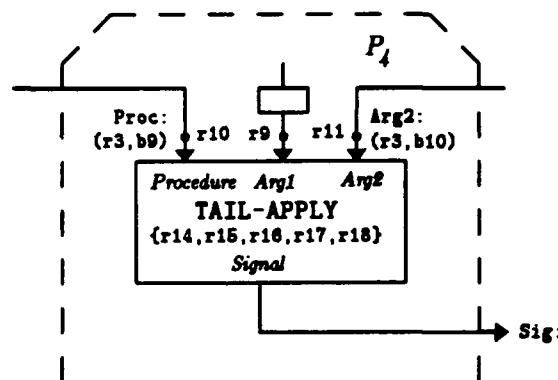 P4
Proc:
(r3,b9)
r10
r9
r11
Arg2:
(r3,b10)
Procedure Arg1 Arg2
TAIL-APPLY
{r14,r15,r16,r17,r18}
Signal
Sig: